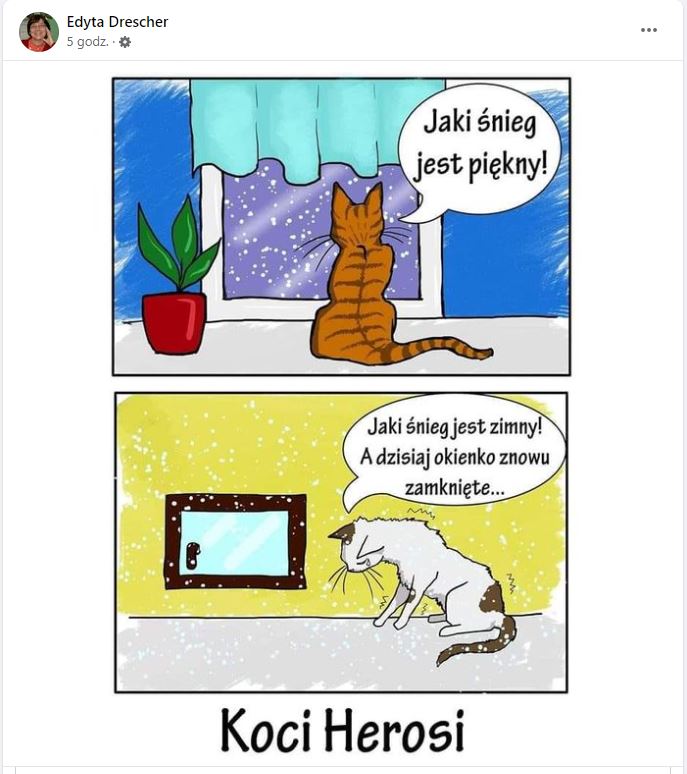 Edyta Drescher
5 godz. ·
Jaki śnieg
jest piękny!
Jaki śnieg jest zimny!
A dzisiaj okienko znowu
zamknięte...
Koci Herosi